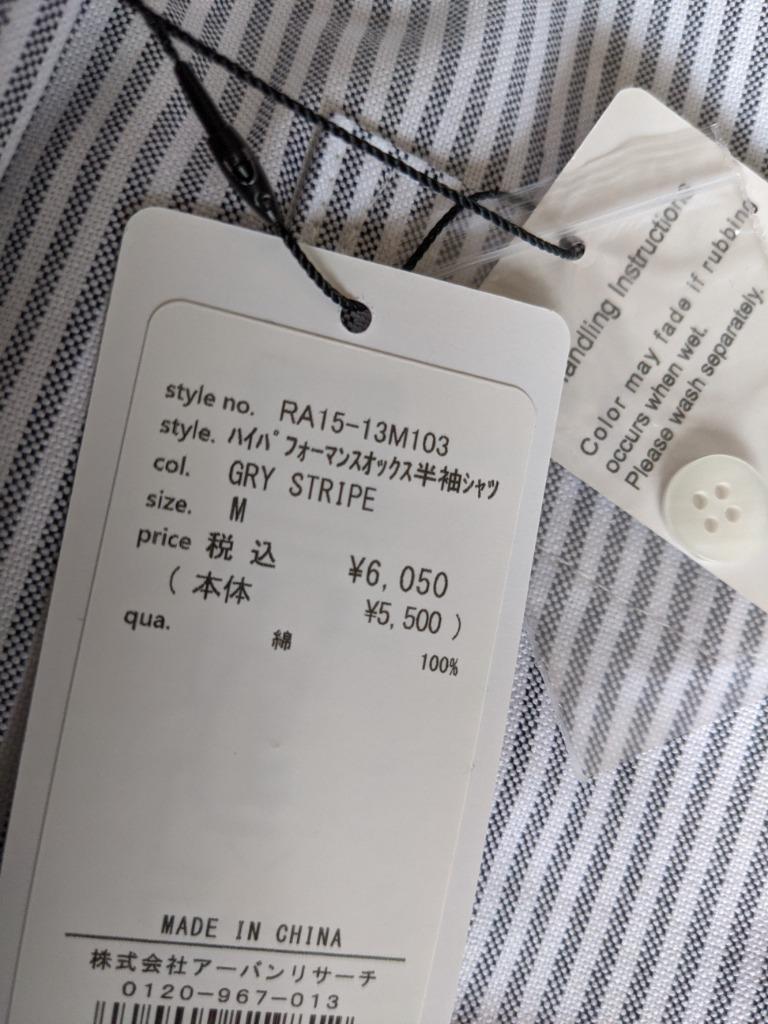 style no. RA15-13M103
style. ﾊｲﾊﾟﾌｫｰﾏﾝｽｵｯｸｽ半袖ｼｬﾂ
col. GRY STRIPE
size. M
price 税込 ¥6,050
(本体 ¥5,500)
qua. 綿 100%
MADE IN CHINA
株式会社アーバンリサーチ
0120-967-013
andling Instructions
Color may fade if rubbing
occurs when wet.
Please wash separately.